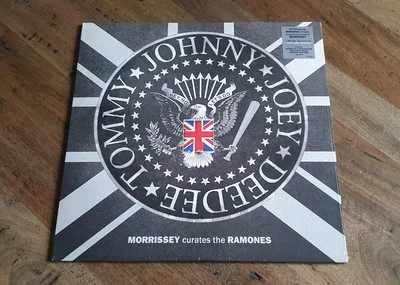 JOHNNY
JOEY
DEEDEE
TOMMY
MORRISSEY curates the RAMONES